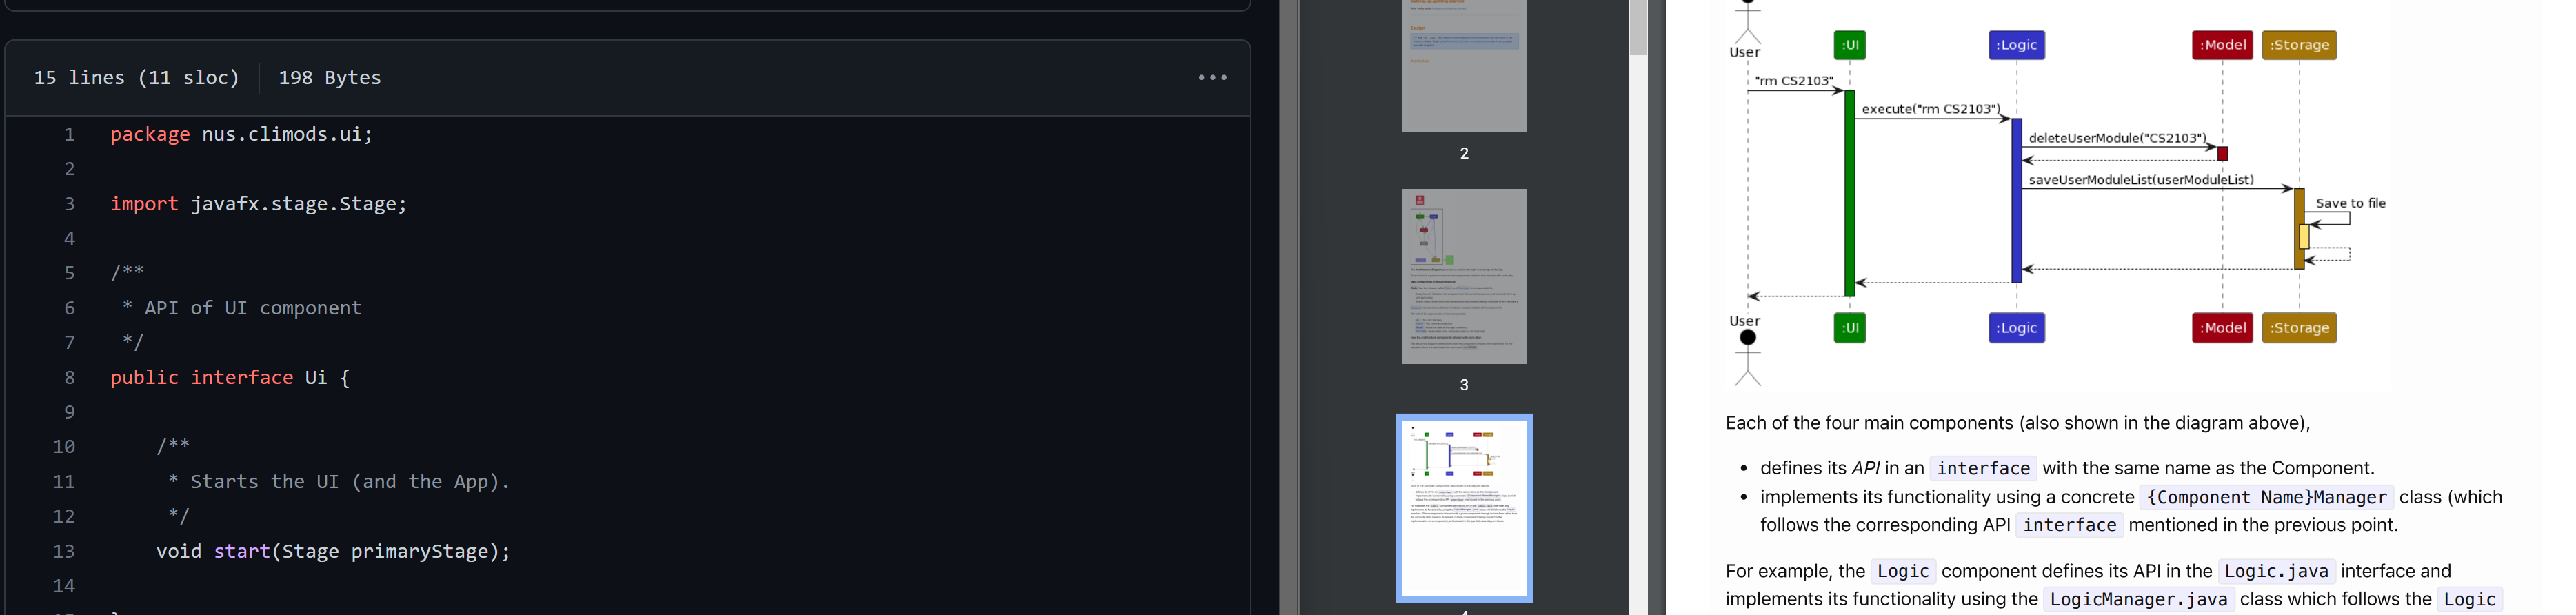 15 lines (11 sloc) 198 Bytes
1 package nus.climods.ui;
2
3 import javafx.stage.Stage;
4
5 /**
6  * API of UI component
7  */
8 public interface Ui {
9
10     /**
11      * Starts the UI (and the App).
12      */
13     void start(Stage primaryStage);
14
2
3
User
:UI :Logic :Model :Storage
"rm CS2103"
execute("rm CS2103")
deleteUserModule("CS2103")
saveUserModuleList(userModuleList)
Save to file
User
:UI :Logic :Model :Storage
Each of the four main components (also shown in the diagram above),
• defines its API in an interface with the same name as the Component.
• implements its functionality using a concrete {Component Name}Manager class (which
follows the corresponding API interface mentioned in the previous point.
For example, the Logic component defines its API in the Logic.java interface and
implements its functionality using the LogicManager.java class which follows the Logic